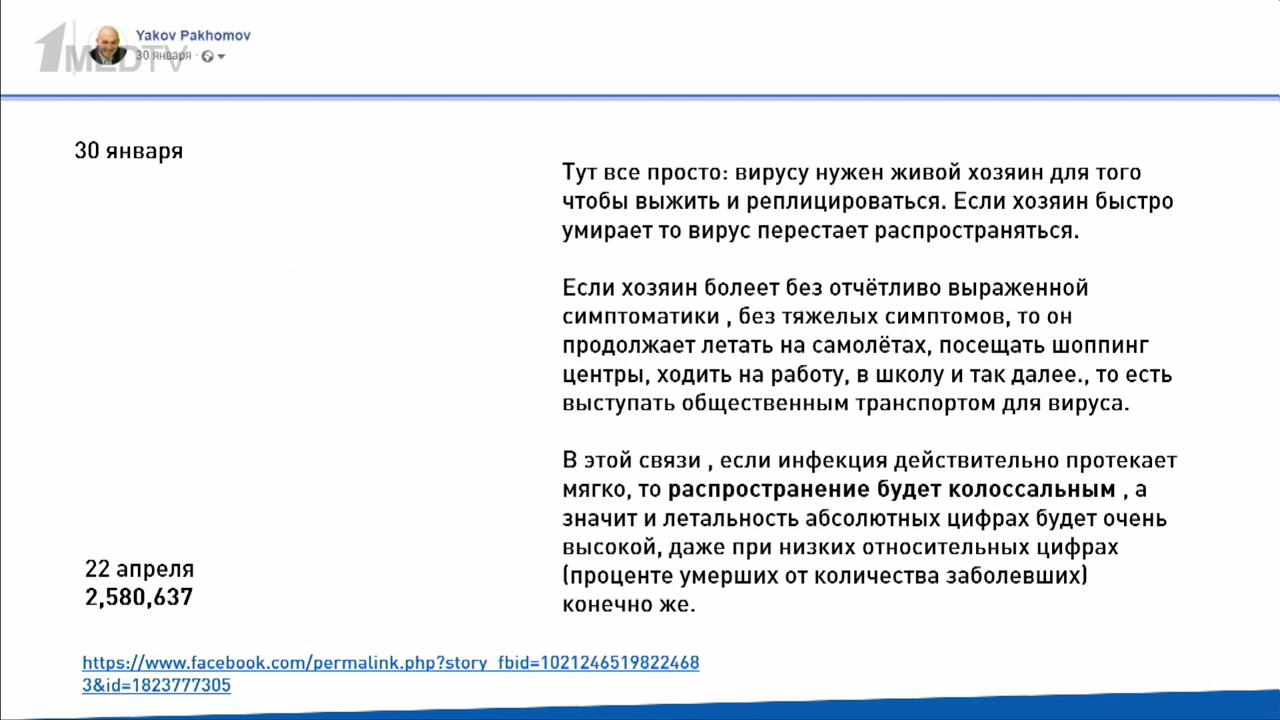 1MEDTV
Yakov Pakhomov
30 января ·
30 января
Тут все просто: вирусу нужен живой хозяин для того
чтобы выжить и реплицироваться. Если хозяин быстро
умирает то вирус перестает распространяться.
Если хозяин болеет без отчётливо выраженной
симптоматики , без тяжелых симптомов, то он
продолжает летать на самолётах, посещать шоппинг
центры, ходить на работу, в школу и так далее., то есть
выступать общественным транспортом для вируса.
В этой связи , если инфекция действительно протекает
мягко, то распространение будет колоссальным , а
значит и летальность абсолютных цифрах будет очень
высокой, даже при низких относительных цифрах
(проценте умерших от количества заболевших)
конечно же.
22 апреля
2,580,637
https://www.facebook.com/permalink.php?story_fbid=1021246519822468
3&id=1823777305